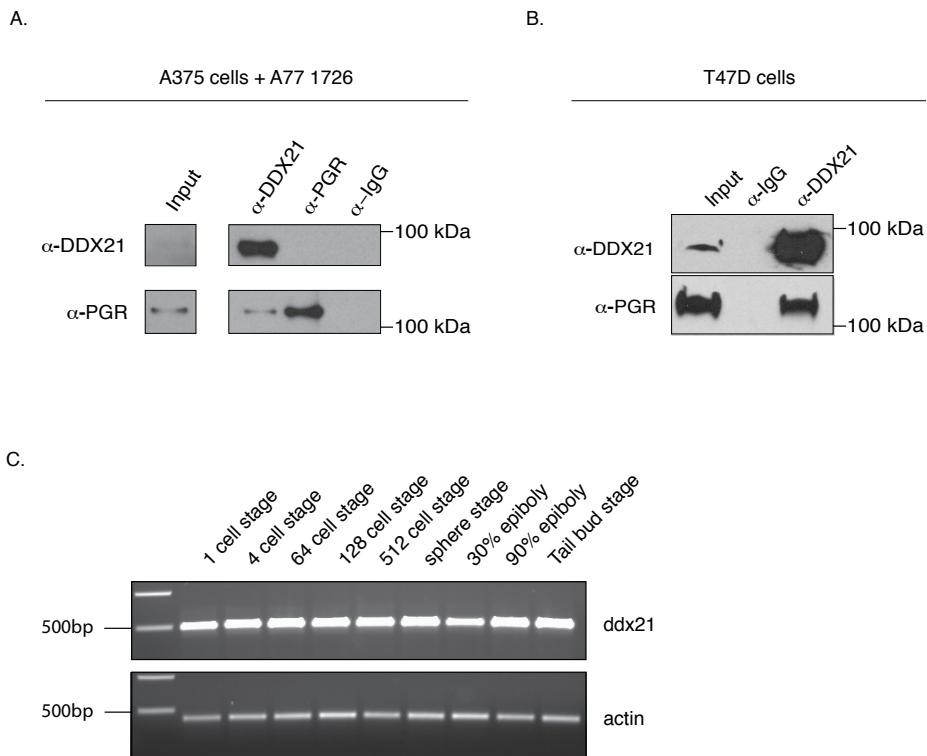 A.
A375 cells + A77 1726
Input
α-DDX21
α-PGR
α–IgG
α-DDX21
100 kDa
α-PGR
100 kDa
B.
T47D cells
Input
α-IgG
α-DDX21
α-DDX21
100 kDa
α-PGR
100 kDa
C.
1 cell stage
4 cell stage
64 cell stage
128 cell stage
512 cell stage
sphere stage
30% epiboly
90% epiboly
Tail bud stage
500bp
ddx21
500bp
actin